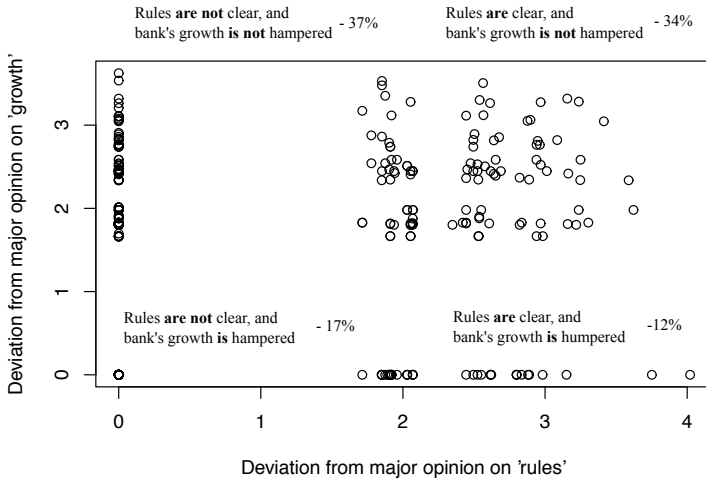 Rules are not clear, and
bank's growth is not hampered - 37%
Rules are not clear, and
bank's growth is not hampered - 34%
Deviation from major opinion on 'growth'
3
2
1
0
Rules are not clear, and
bank's growth is hampered - 17%
Rules are clear, and
bank's growth is humpered -12%
0 1 2 3 4
Deviation from major opinion on 'rules'